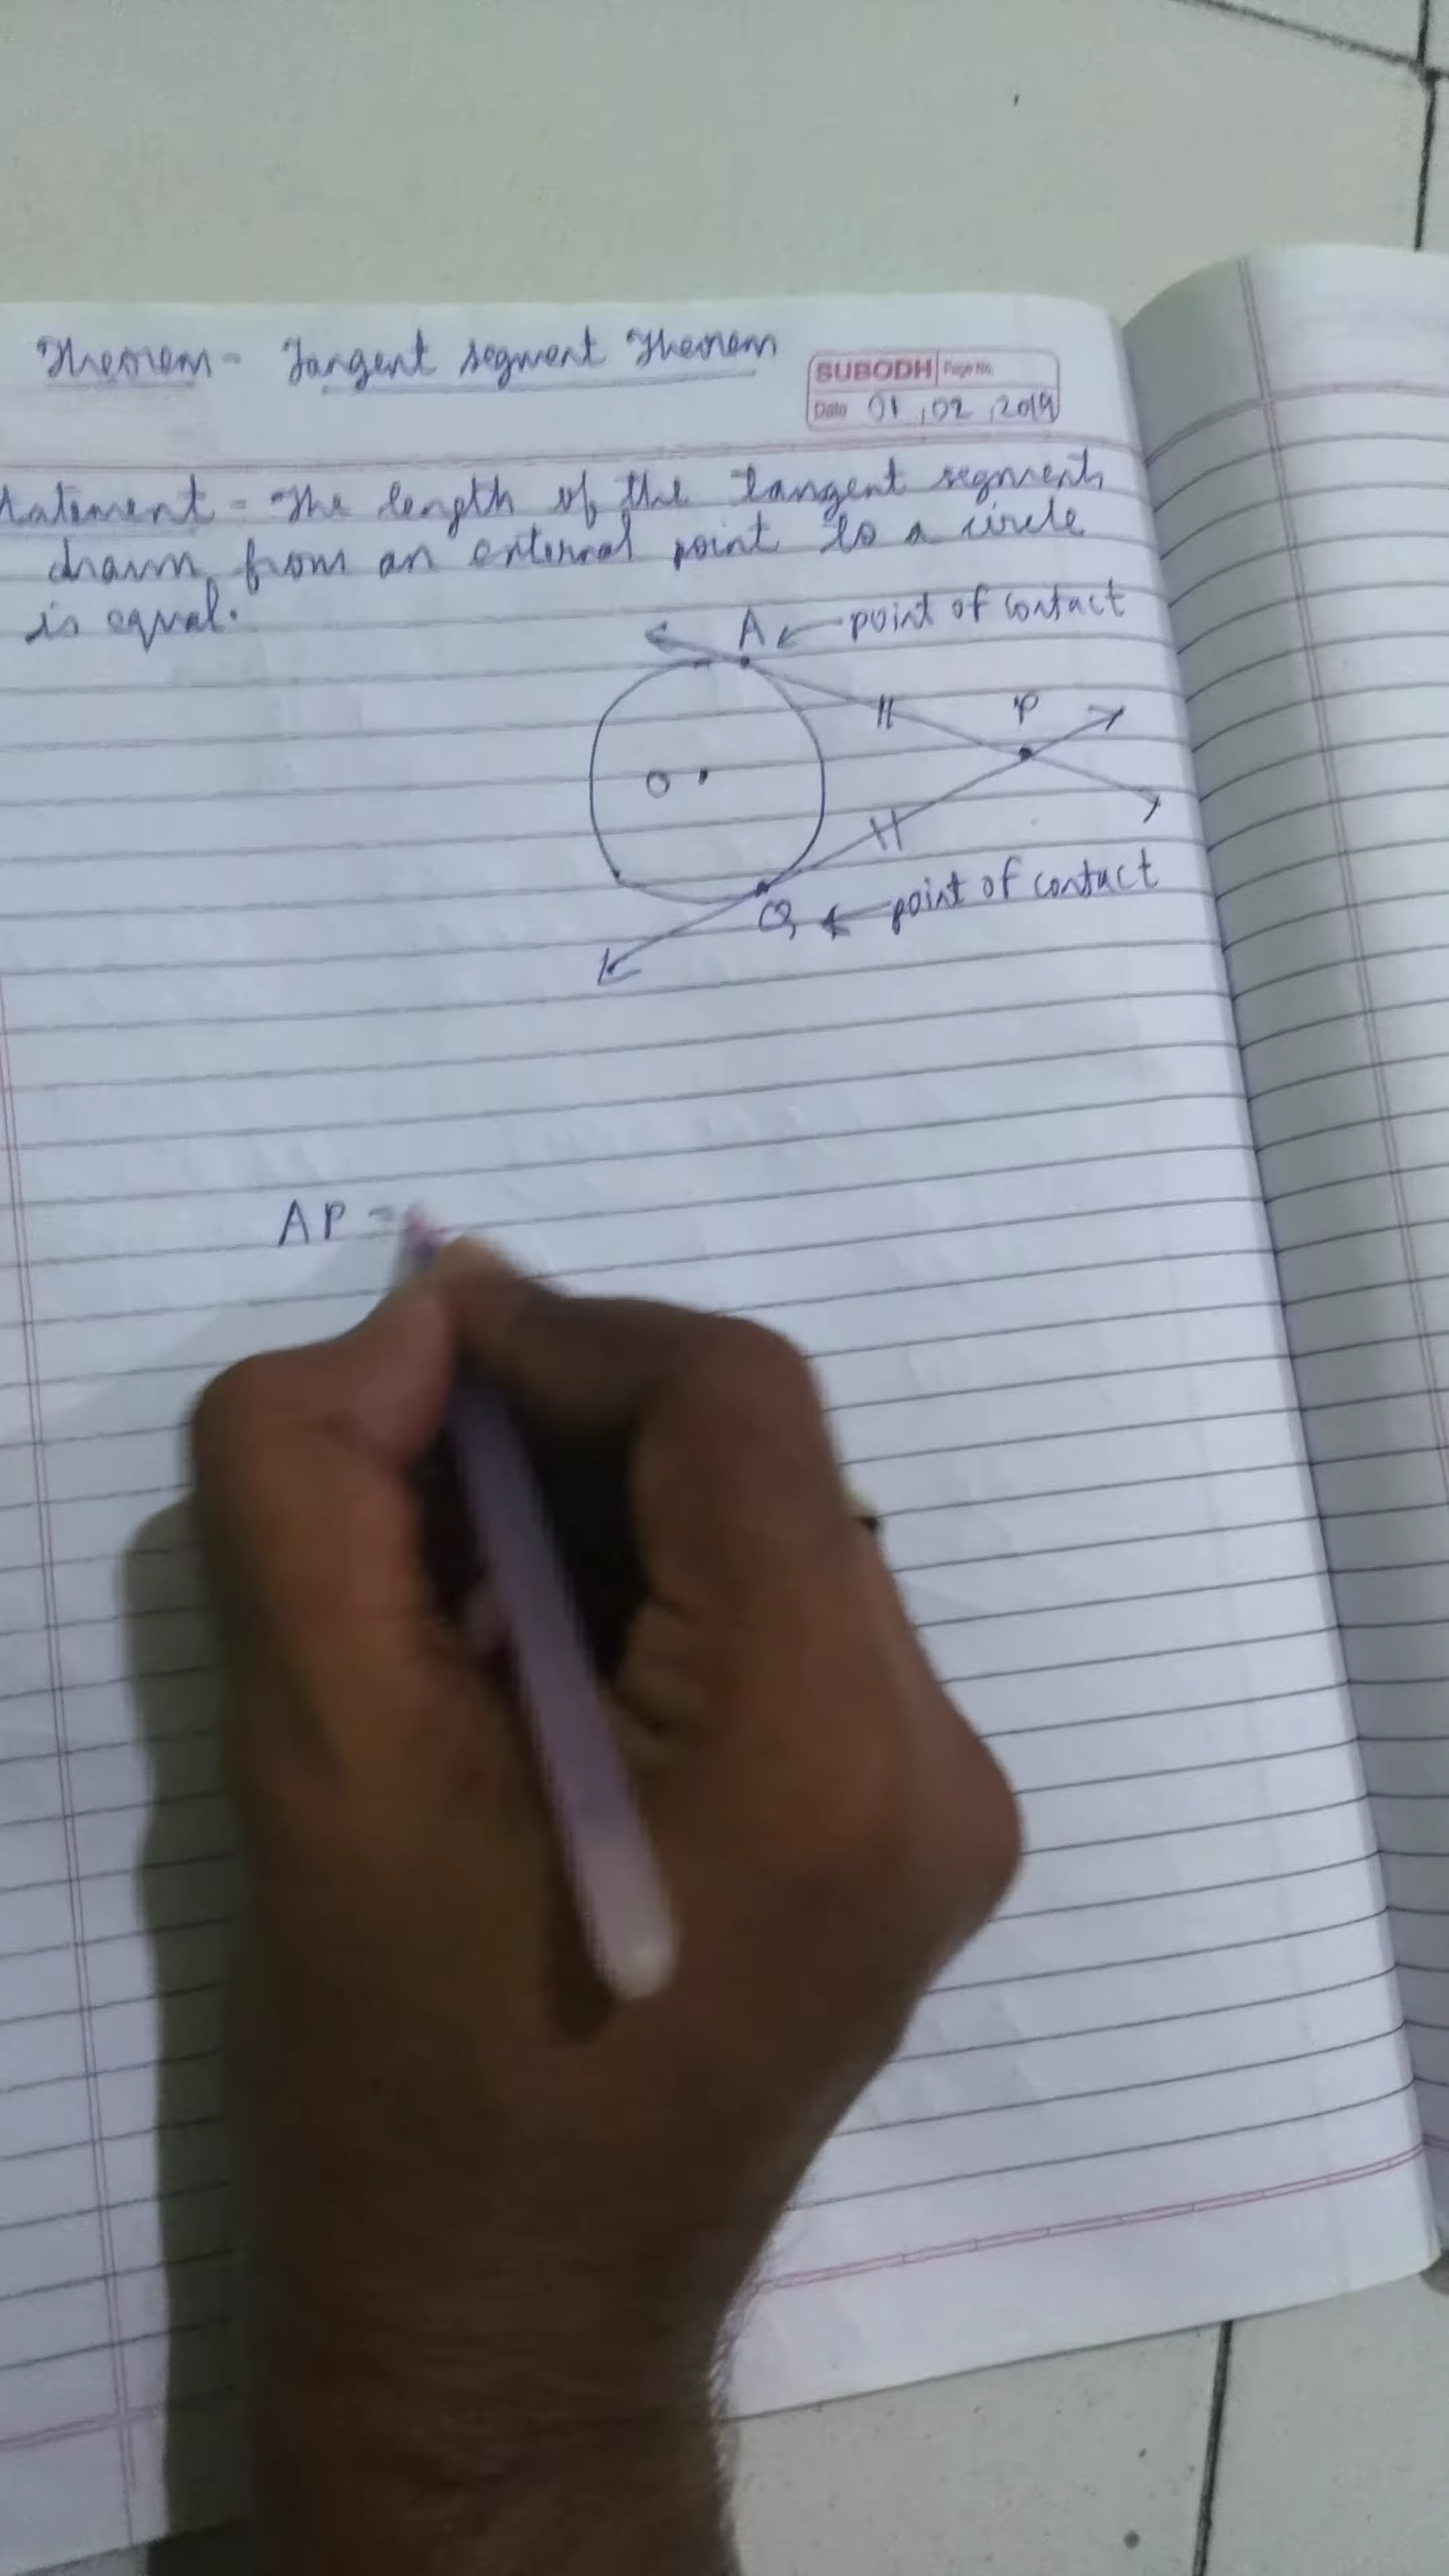 Theorem - Tangent segment Theorem
SUBODH Page No.
Date 01, 02, 2019
tatement - The length of the tangent segment
drawn from an external point to a circle
is equal.
A ← point of contact
P
O
Q ← point of contact
AP =